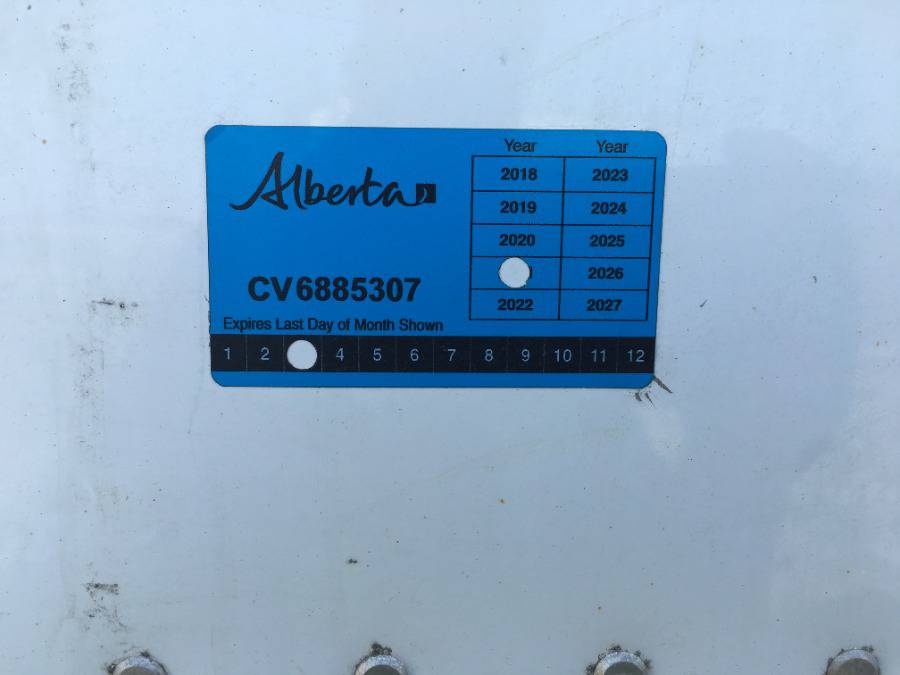 Alberta
Year Year
2018 2023
2019 2024
2020 2025
2026
2022 2027
CV6885307
Expires Last Day of Month Shown
1 2 4 5 6 7 8 9 10 11 12